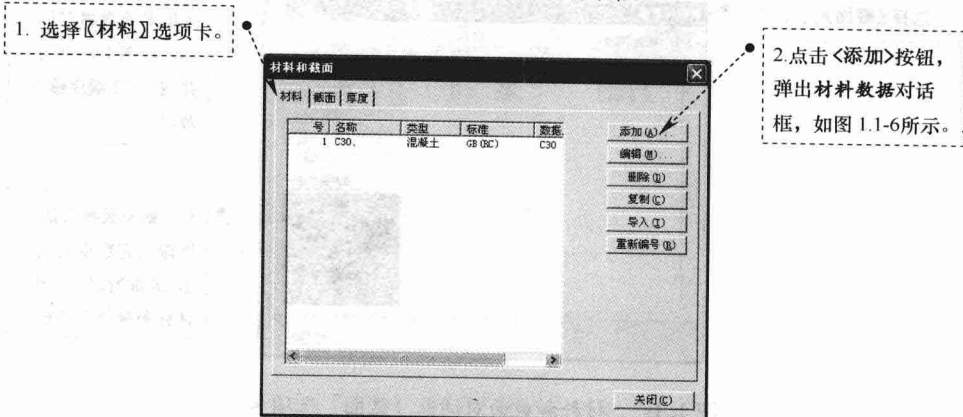 1. 选择〖材料〗选项卡。
2.点击<添加>按钮，
弹出材料数据对话
框，如图 1.1-6所示。
材料和截面
材料 截面 厚度
号 名称 类型 标准 数据
1 C30、 混凝土 GB(RC) C30
添加(A)...
编辑(M)...
删除(D)
复制(C)
导入(I)
重新编号(R)
关闭(C)